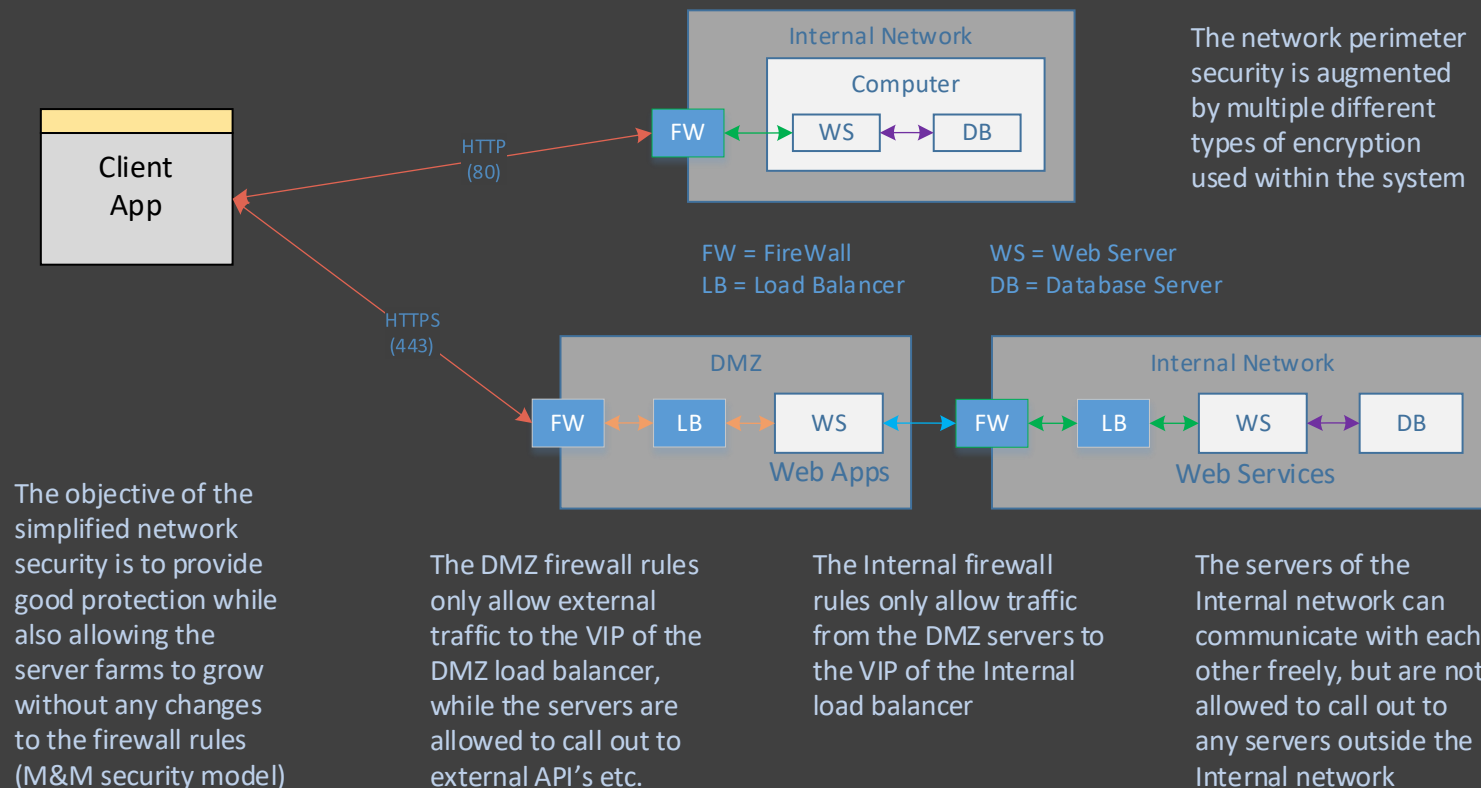 Internal Network
Computer
FW
WS
DB
The network perimeter
security is augmented
by multiple different
types of encryption
used within the system
Client
App
HTTP
(80)
FW = FireWall
WS = Web Server
LB = Load Balancer
DB = Database Server
HTTPS
(443)
DMZ
FW
LB
WS
Web Apps
Internal Network
FW
LB
WS
DB
Web Services
The objective of the
simplified network
security is to provide
good protection while
also allowing the
server farms to grow
without any changes
to the firewall rules
(M&M security model)
The DMZ firewall rules
only allow external
traffic to the VIP of the
DMZ load balancer,
while the servers are
allowed to call out to
external API’s etc.
The Internal firewall
rules only allow traffic
from the DMZ servers to
the VIP of the Internal
load balancer
The servers of the
Internal network can
communicate with each
other freely, but are not
allowed to call out to
any servers outside the
Internal network